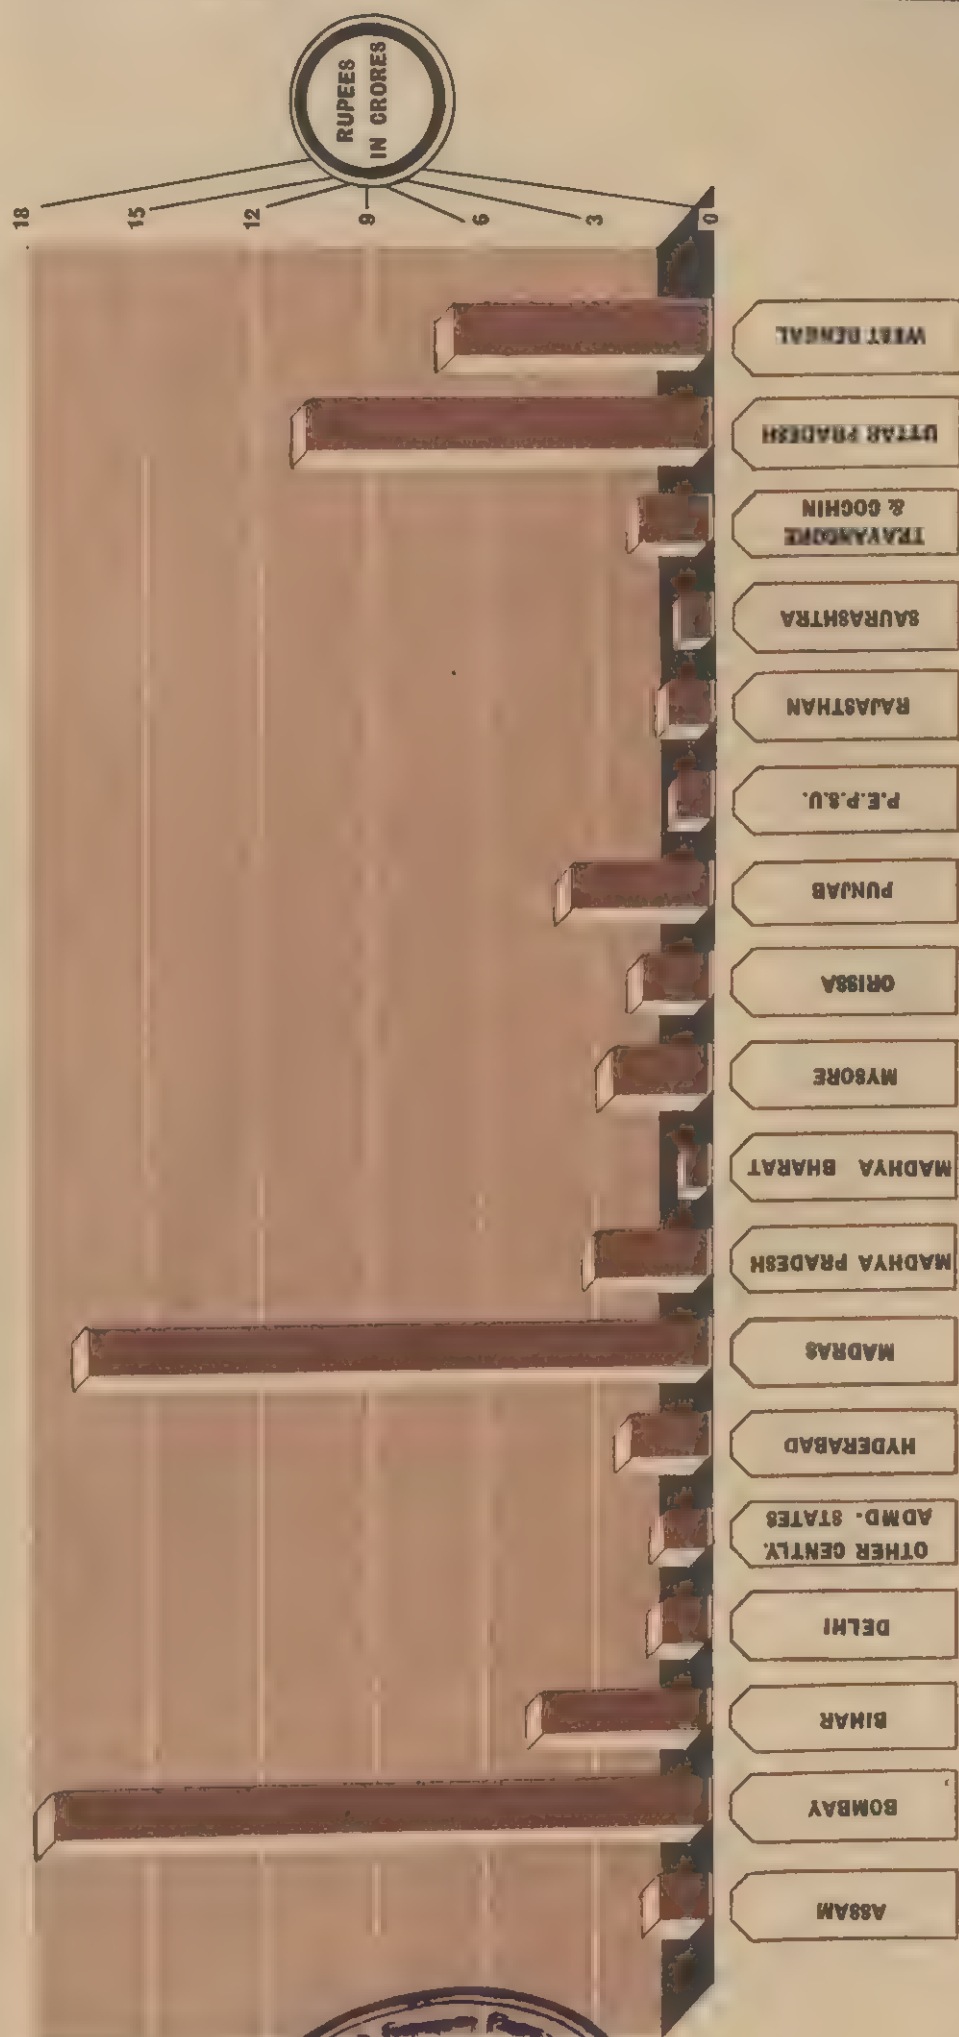 RUPEES
IN CRORES
18
15
12
9
6
3
0
WEST BENGAL
UTTAR PRADESH
TRAVANCORE
& COCHIN
SAURASHTRA
RAJASTHAN
P.E.P.S.U.
PUNJAB
ORISSA
MYSORE
MADHYA BHARAT
MADHYA PRADESH
MADRAS
HYDERABAD
OTHER CENTLY.
ADMD. STATES
DELHI
BIHAR
BOMBAY
ASSAM